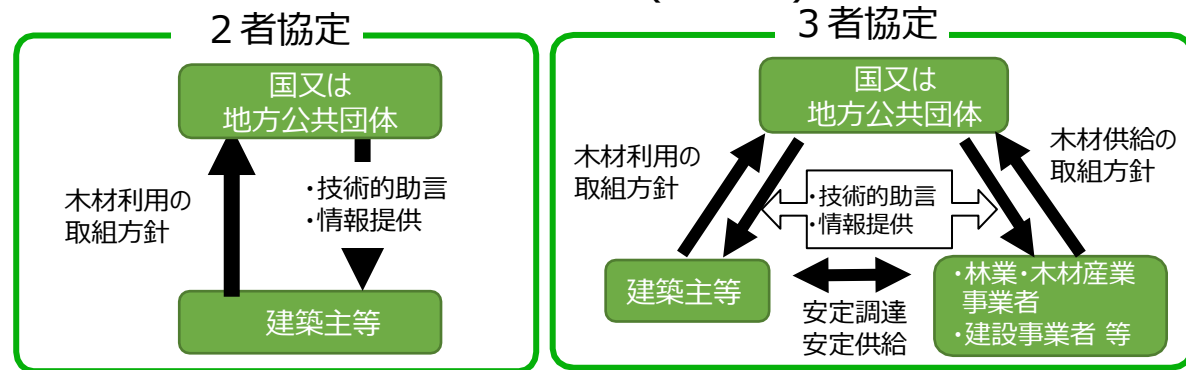 2者協定
国又は
地方公共団体
木材利用の
取組方針
・技術的助言
・情報提供
建築主等
3者協定
国又は
地方公共団体
木材利用の
取組方針
木材供給の
取組方針
・技術的助言
・情報提供
建築主等
安定調達
安定供給
・林業・木材産業
事業者
・建設事業者 等